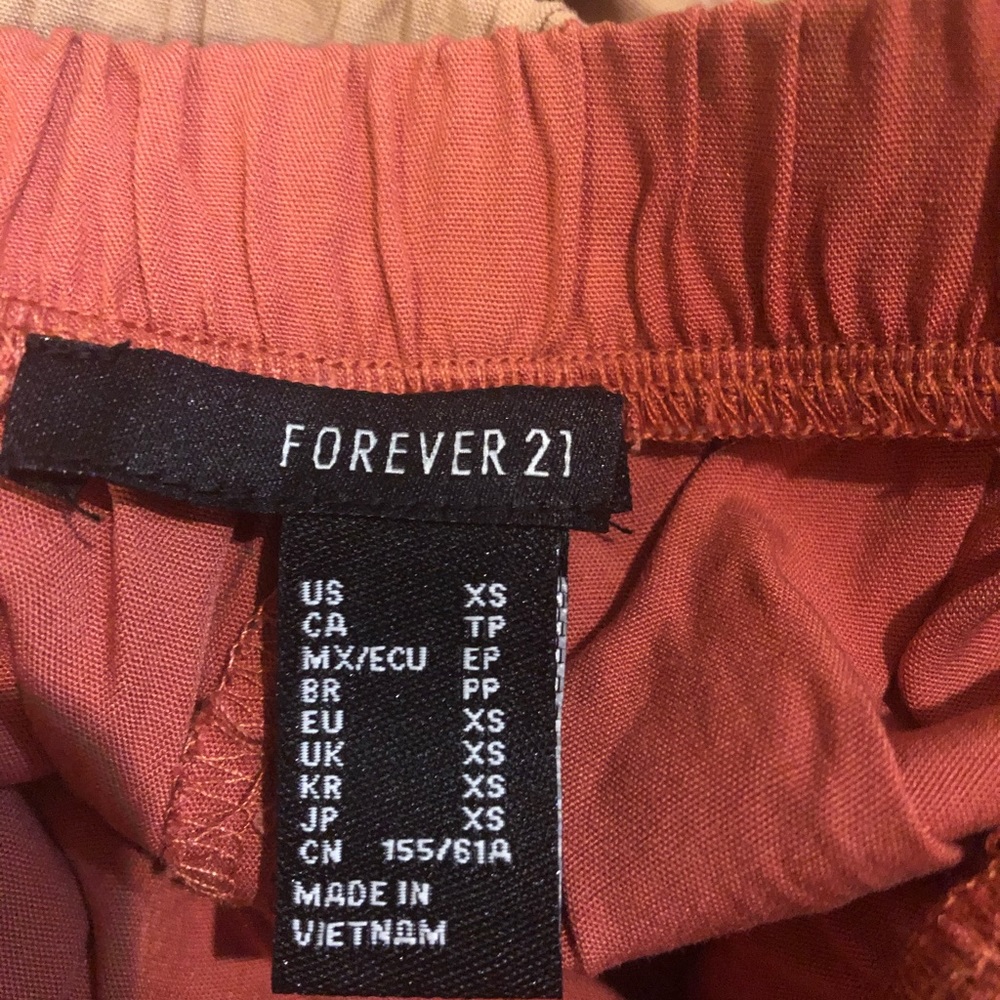 FOREVER 21
US XS
CA TP
MX/ECU EP
BR PP
EU XS
UK XS
KR XS
JP XS
CN 155/61A
MADE IN
VIETNAM